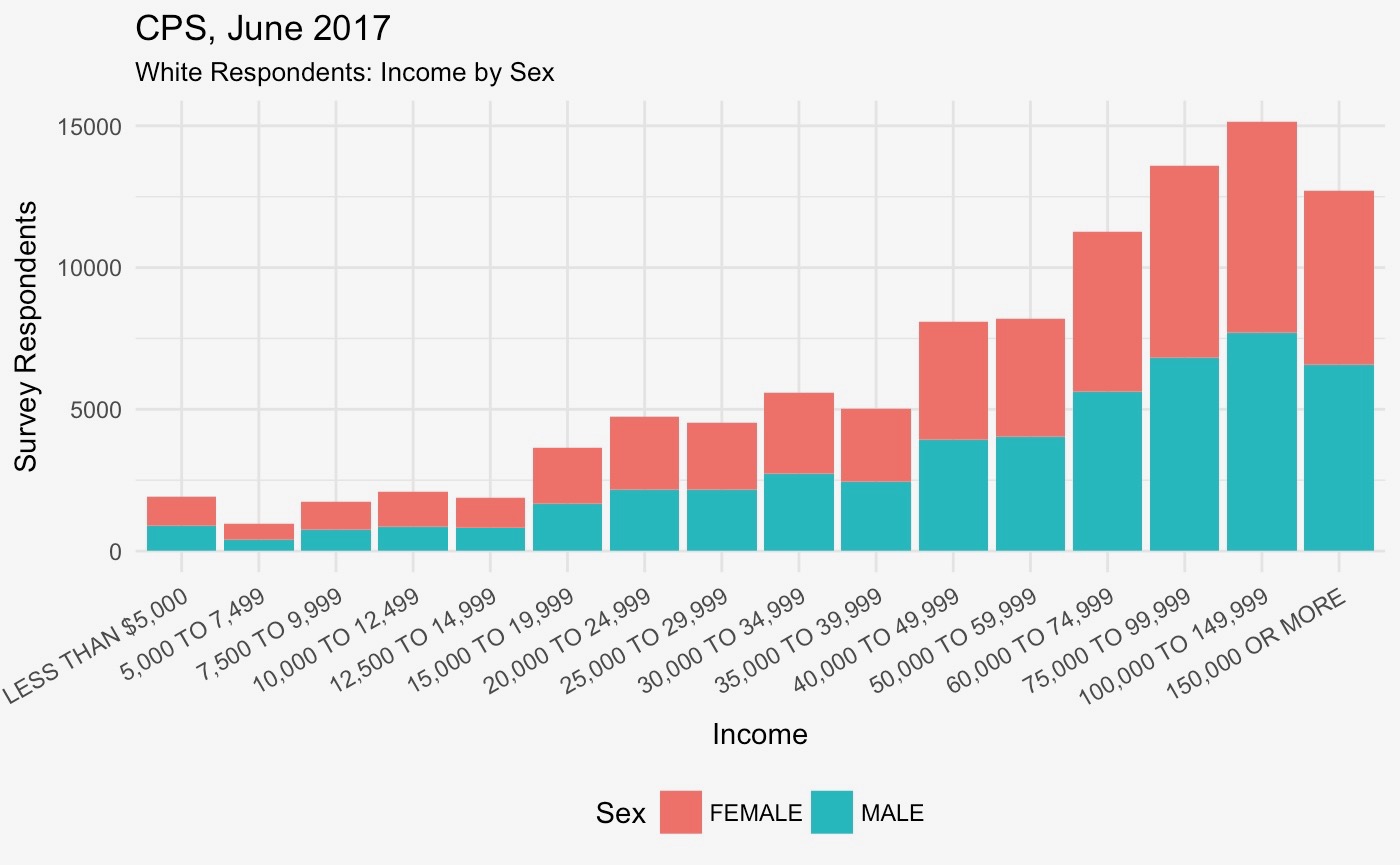 CPS, June 2017
White Respondents: Income by Sex
Survey Respondents
15000
10000
5000
0
LESS THAN $5,000
5,000 TO 7,499
7,500 TO 9,999
10,000 TO 12,499
12,500 TO 14,999
15,000 TO 19,999
20,000 TO 24,999
25,000 TO 29,999
30,000 TO 34,999
35,000 TO 39,999
40,000 TO 49,999
50,000 TO 59,999
60,000 TO 74,999
75,000 TO 99,999
100,000 TO 149,999
150,000 OR MORE
Income
Sex FEMALE MALE